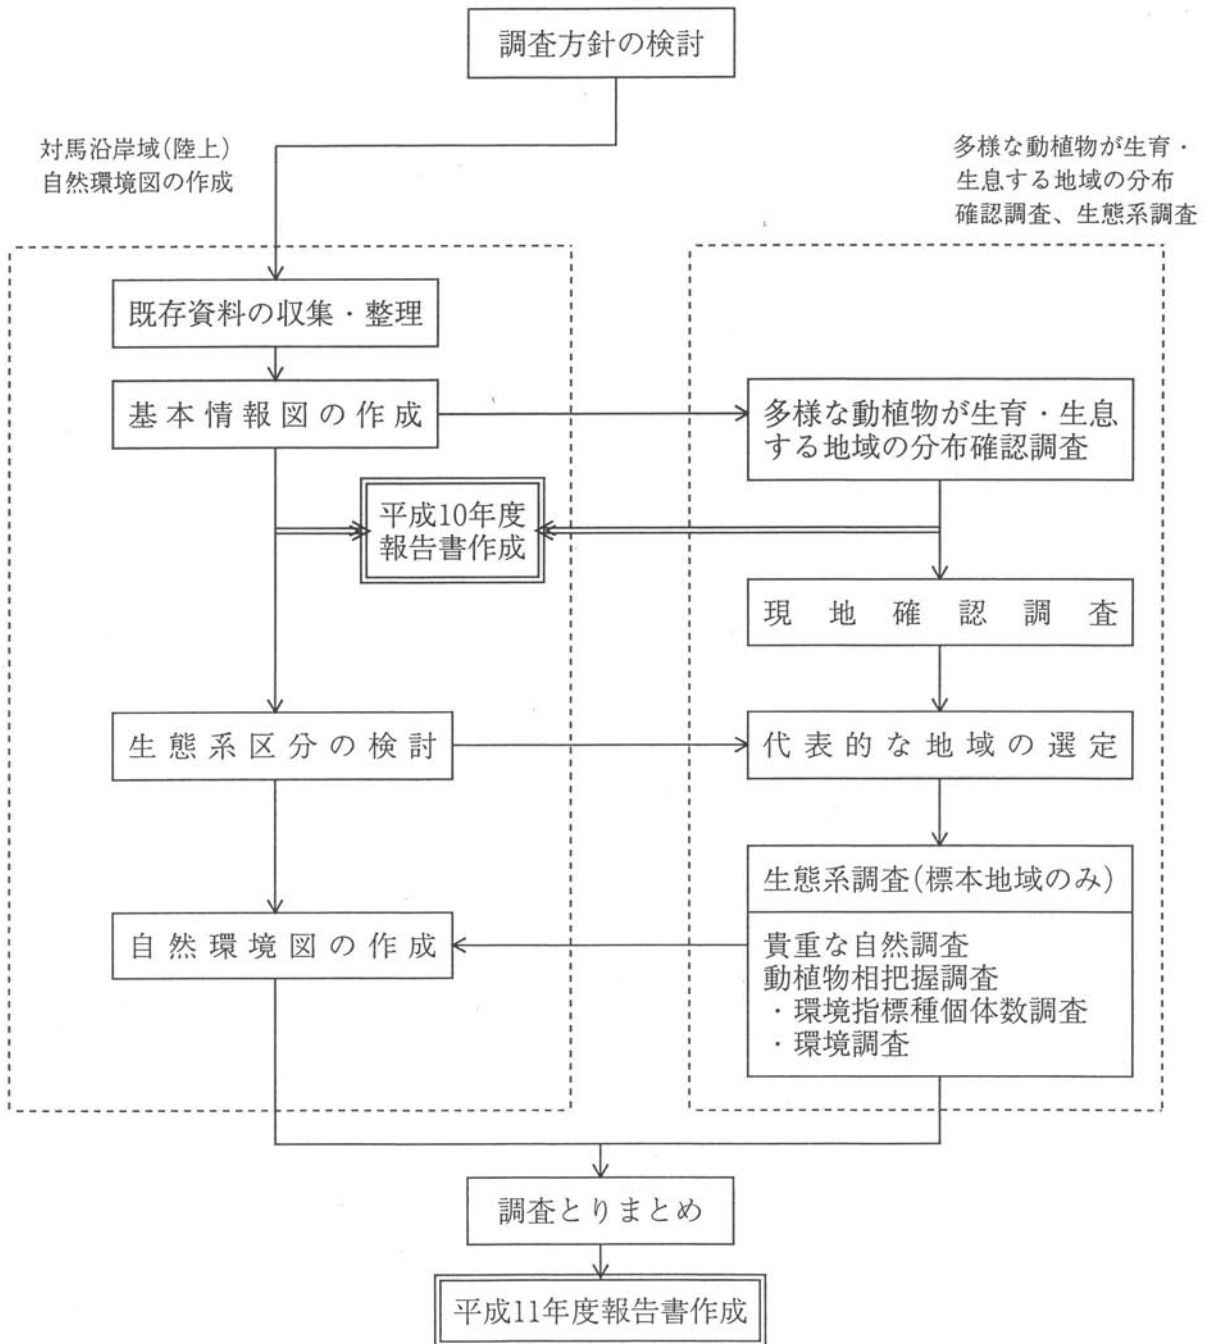 調査方針の検討
対馬沿岸域(陸上)
自然環境図の作成
多様な動植物が生育・
生息する地域の分布
確認調査、生態系調査
既存資料の収集・整理
基本情報図の作成
多様な動植物が生育・生息
する地域の分布確認調査
平成10年度
報告書作成
現地確認調査
生態系区分の検討
代表的な地域の選定
生態系調査(標本地域のみ)
自然環境図の作成
貴重な自然調査
動植物相把握調査
・環境指標種個体数調査
・環境調査
調査とりまとめ
平成11年度報告書作成